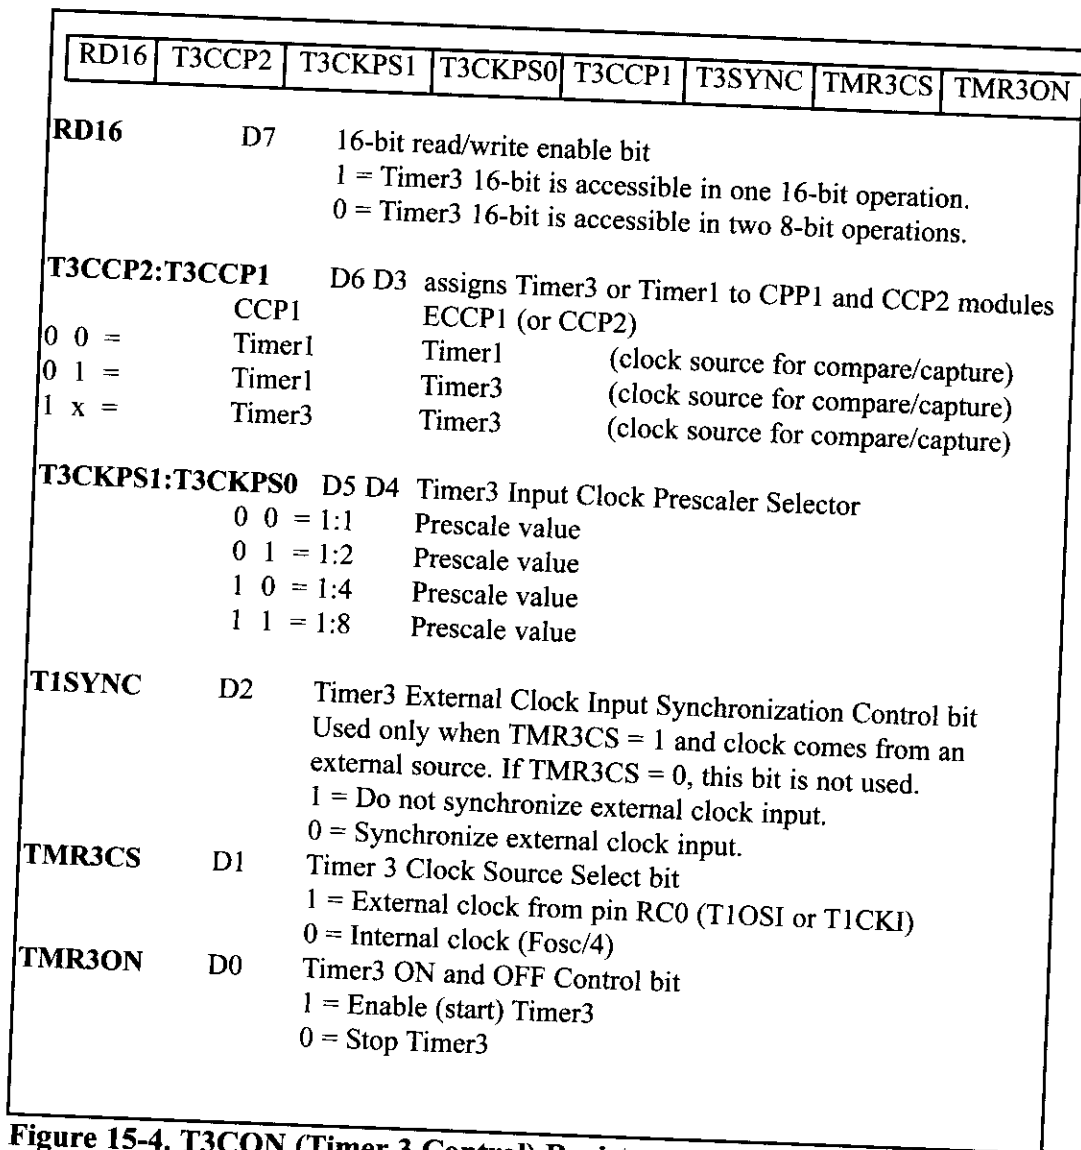 RD16 T3CCP2 T3CKPS1 T3CKPS0 T3CCP1 T3SYNC TMR3CS TMR3ON
RD16 D7 16-bit read/write enable bit
1 = Timer3 16-bit is accessible in one 16-bit operation.
0 = Timer3 16-bit is accessible in two 8-bit operations.
T3CCP2:T3CCP1 D6 D3 assigns Timer3 or Timer1 to CPP1 and CCP2 modules
CCP1 ECCP1 (or CCP2)
0 0 = Timer1 Timer1 (clock source for compare/capture)
0 1 = Timer1 Timer3 (clock source for compare/capture)
1 x = Timer3 Timer3 (clock source for compare/capture)
T3CKPS1:T3CKPS0 D5 D4 Timer3 Input Clock Prescaler Selector
0 0 = 1:1 Prescale value
0 1 = 1:2 Prescale value
1 0 = 1:4 Prescale value
1 1 = 1:8 Prescale value
T1SYNC D2 Timer3 External Clock Input Synchronization Control bit
Used only when TMR3CS = 1 and clock comes from an
external source. If TMR3CS = 0, this bit is not used.
1 = Do not synchronize external clock input.
0 = Synchronize external clock input.
TMR3CS D1 Timer 3 Clock Source Select bit
1 = External clock from pin RC0 (T1OSI or T1CKI)
0 = Internal clock (Fosc/4)
TMR3ON D0 Timer3 ON and OFF Control bit
1 = Enable (start) Timer3
0 = Stop Timer3
Figure 15-4. T3CON (Timer 3 Control)